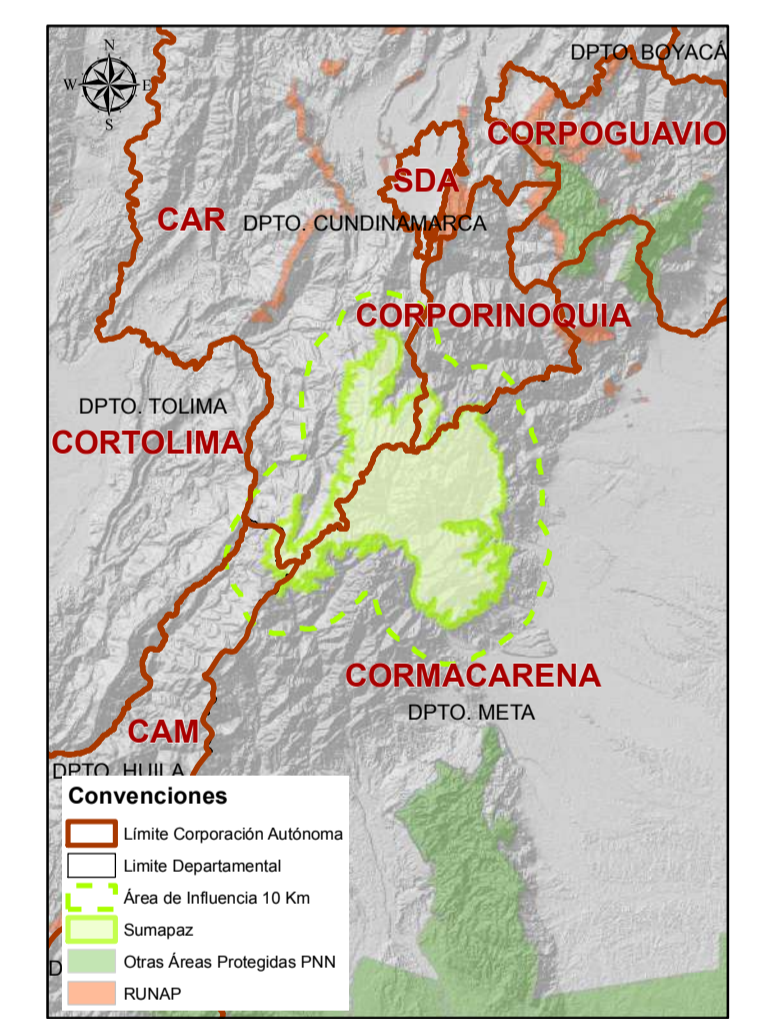 N
DPTO. BOYACÁ
W
E
S
CORPOGUAVIO
SDA
CAR
DPTO. CUNDINAMARCA
CORPORINOQUIA
DPTO. TOLIMA
CORTOLIMA
CORMACARENA
DPTO. META
CAM
DPTO. HUILA
Convenciones
Límite Corporación Autónoma
Limite Departamental
Área de Influencia 10 Km
Sumapaz
D
Otras Áreas Protegidas PNN
RUNAP